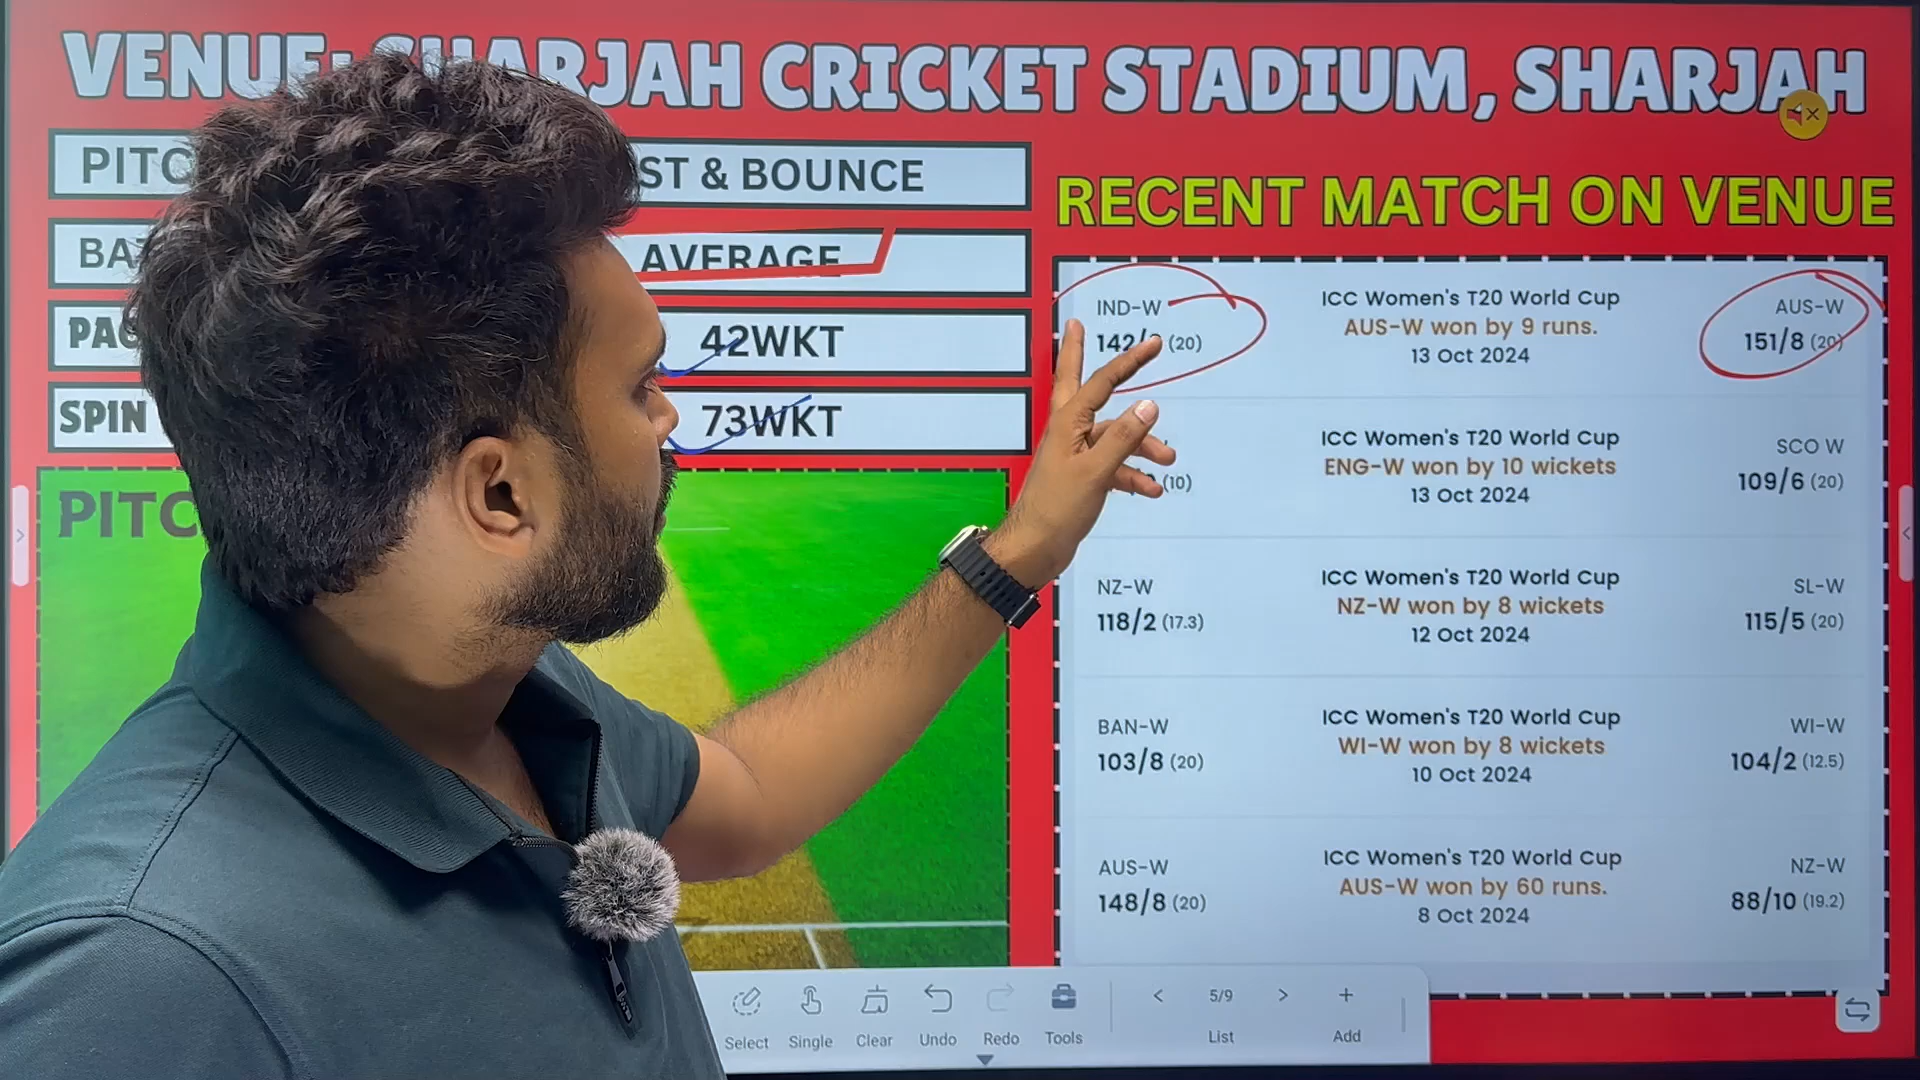 VENUE: SHARJAH CRICKET STADIUM, SHARJAH
ST & BOUNCE
AVERAGE
42WKT
SPIN 73WKT
RECENT MATCH ON VENUE
IND-W ICC Women's T20 World Cup AUS-W
AUS-W won by 9 runs.
(20) 13 Oct 2024 151/8 (20)
ICC Women's T20 World Cup SCO W
ENG-W won by 10 wickets
(10) 13 Oct 2024 109/6 (20)
NZ-W ICC Women's T20 World Cup SL-W
NZ-W won by 8 wickets
118/2 (17.3) 12 Oct 2024 115/5 (20)
BAN-W ICC Women's T20 World Cup WI-W
WI-W won by 8 wickets
103/8 (20) 10 Oct 2024 104/2 (12.5)
AUS-W ICC Women's T20 World Cup NZ-W
AUS-W won by 60 runs.
148/8 (20) 8 Oct 2024 88/10 (19.2)
< 5/9 > +
Select Single Clear Undo Redo Tools List Add